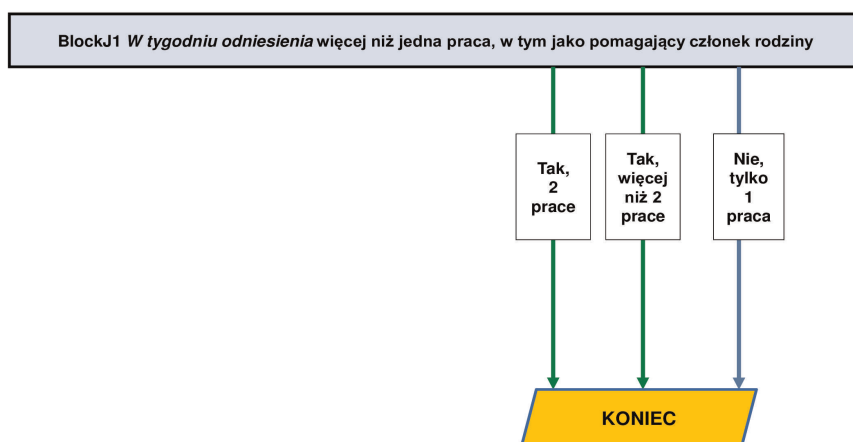 BlockJ1 W tygodniu odniesienia więcej niż jedna praca, w tym jako pomagający członek rodziny
Tak,
2
prace
Tak,
więcej
niż 2
prace
Nie,
tylko
1
praca
KONIEC